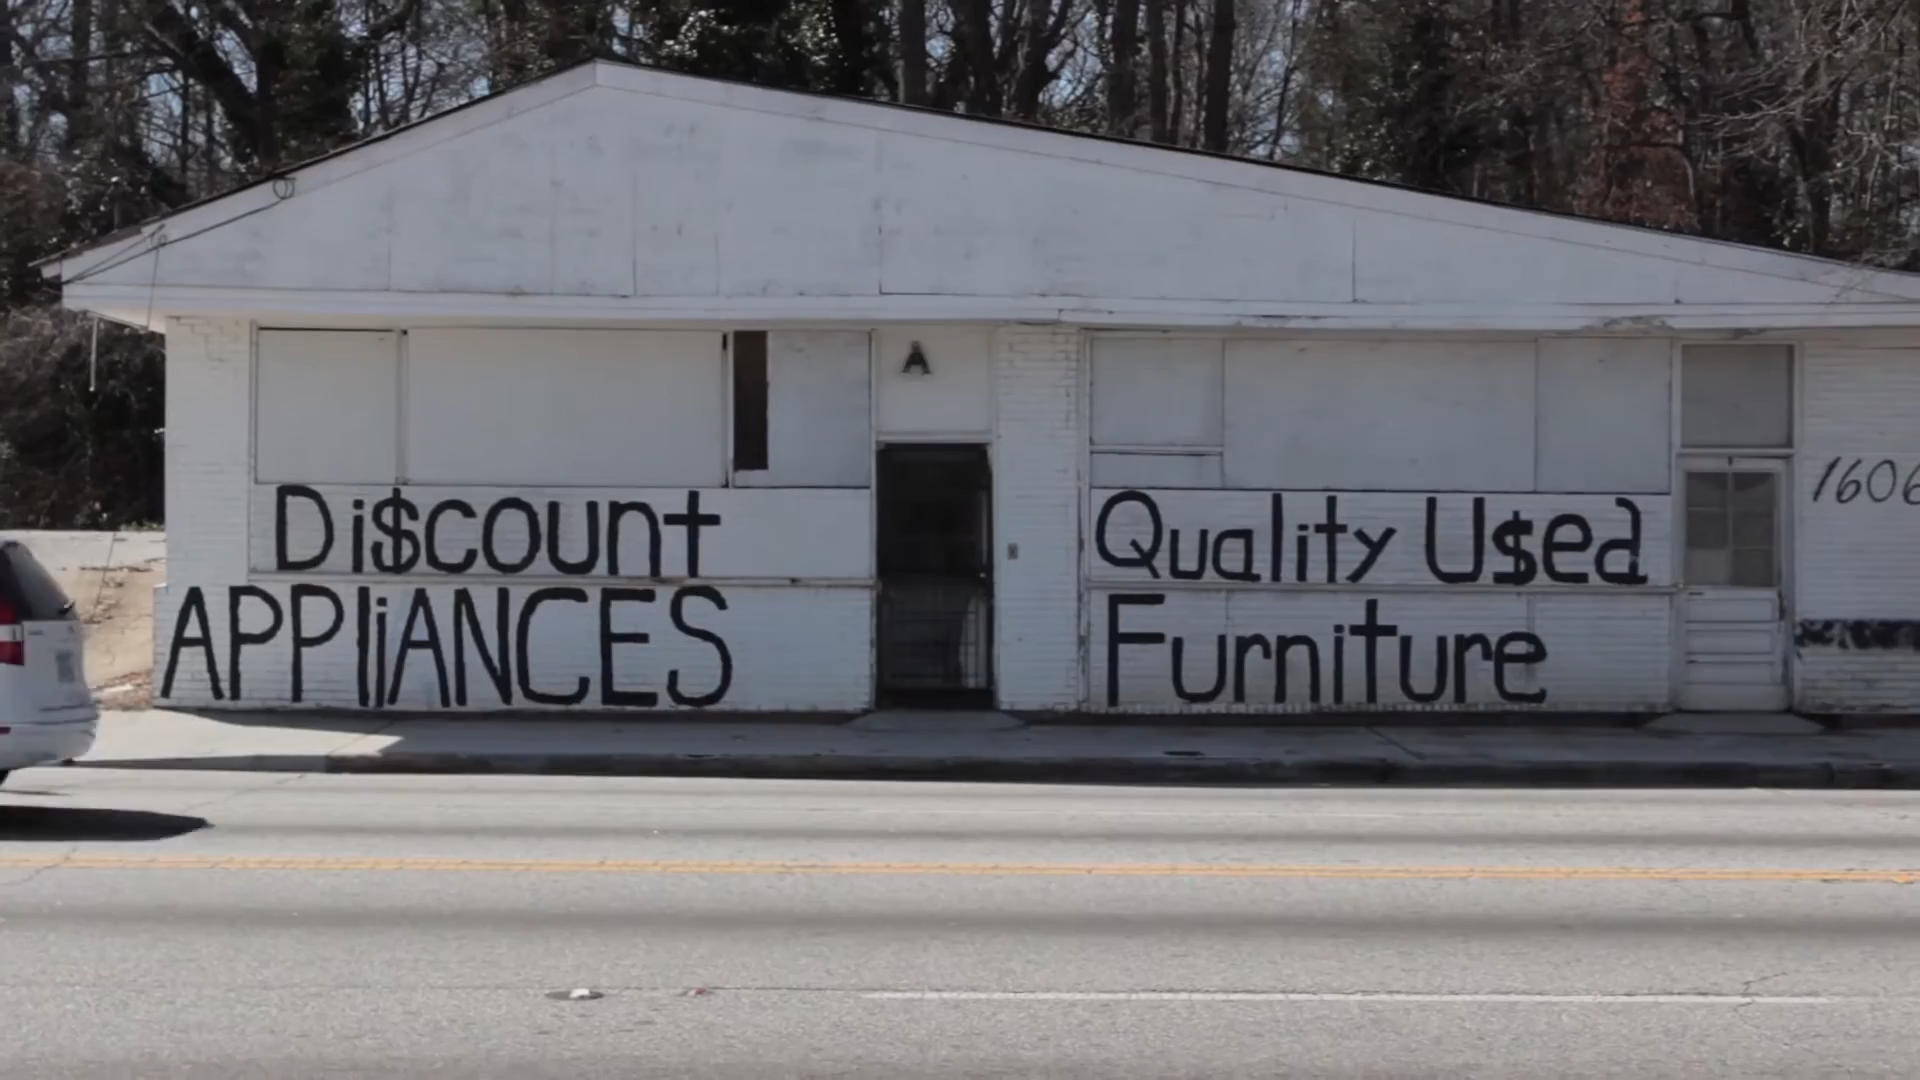 A
Di$count
APPliANCES
Quality U$ed
Furniture
1606